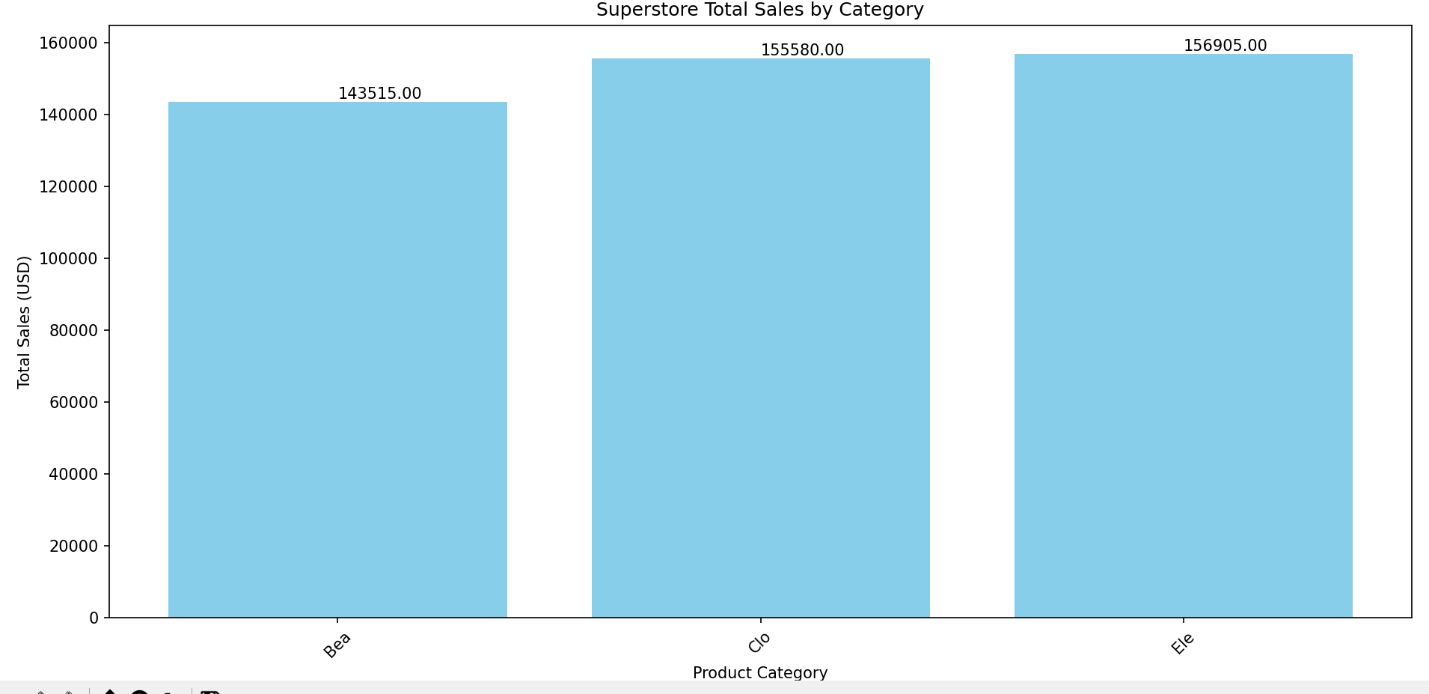 Superstore Total Sales by Category
160000
140000
120000
100000
80000
60000
40000
20000
0
Total Sales (USD)
143515.00
155580.00
156905.00
Bea
Clo
Ele
Product Category